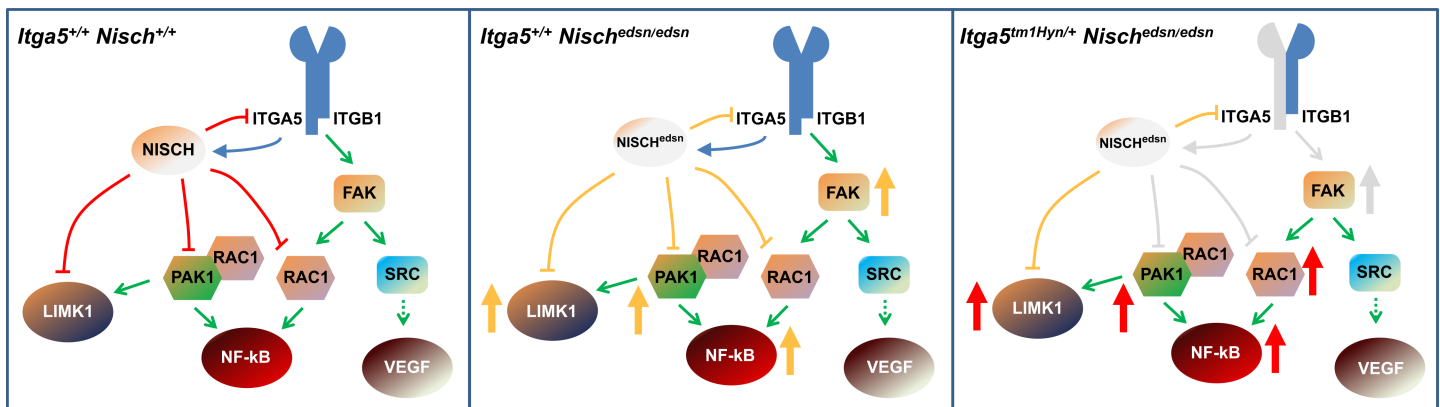 Itga5+/+ Nisch+/+
ITGA5 ITGB1
NISCH
FAK
RAC1
PAK1
RAC1
SRC
LIMK1
NF-kB
VEGF
Itga5+/+ Nischedsn/edsn
ITGA5 ITGB1
NISCHedsn
FAK
RAC1
PAK1
RAC1
SRC
LIMK1
NF-kB
VEGF
Itga5tm1Hyn/+ Nischedsn/edsn
ITGA5 ITGB1
NISCHedsn
FAK
RAC1
PAK1
RAC1
SRC
LIMK1
NF-kB
VEGF